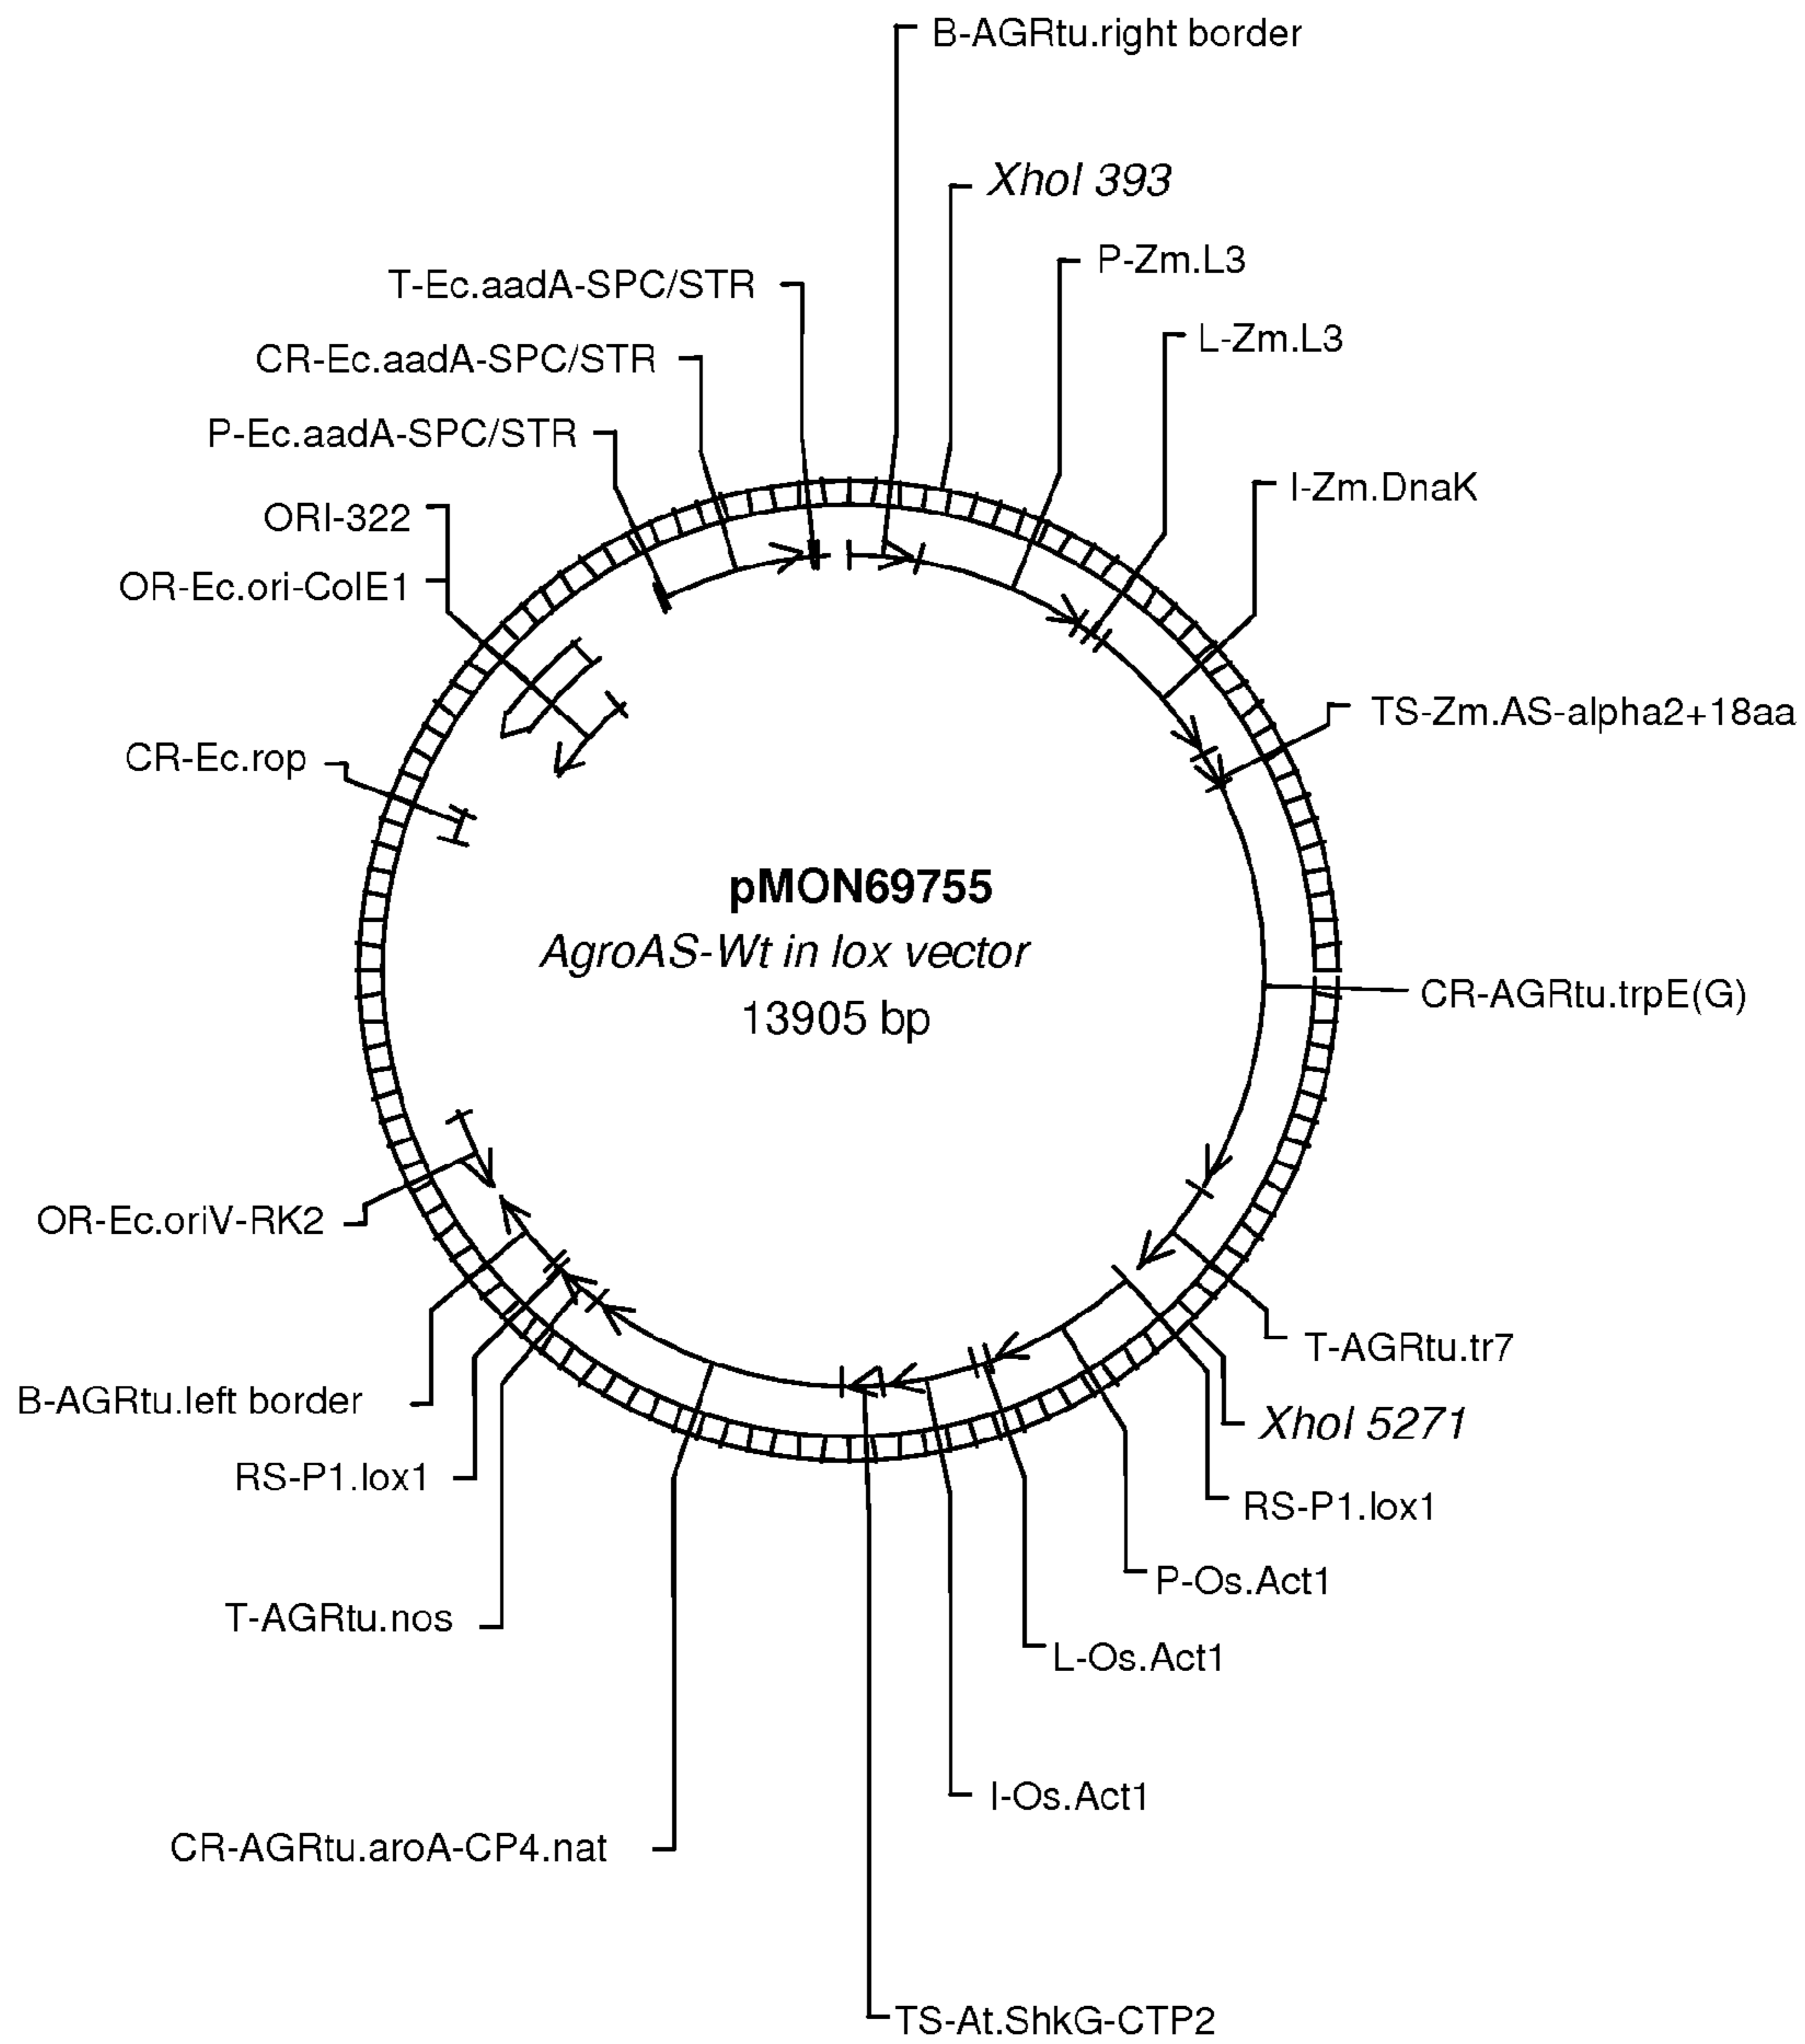 B-AGRtu.right border
XhoI 393
P-Zm.L3
T-Ec.aadA-SPC/STR
L-Zm.L3
CR-Ec.aadA-SPC/STR
P-Ec.aadA-SPC/STR
I-Zm.DnaK
ORI-322
OR-Ec.ori-ColE1
TS-Zm.AS-alpha2+18aa
CR-Ec.rop
pMON69755
AgroAS-Wt in lox vector
13905 bp
CR-AGRtu.trpE(G)
OR-Ec.oriV-RK2
T-AGRtu.tr7
B-AGRtu.left border
XhoI 5271
RS-P1.lox1
RS-P1.lox1
P-Os.Act1
T-AGRtu.nos
L-Os.Act1
I-Os.Act1
CR-AGRtu.aroA-CP4.nat
TS-At.ShkG-CTP2